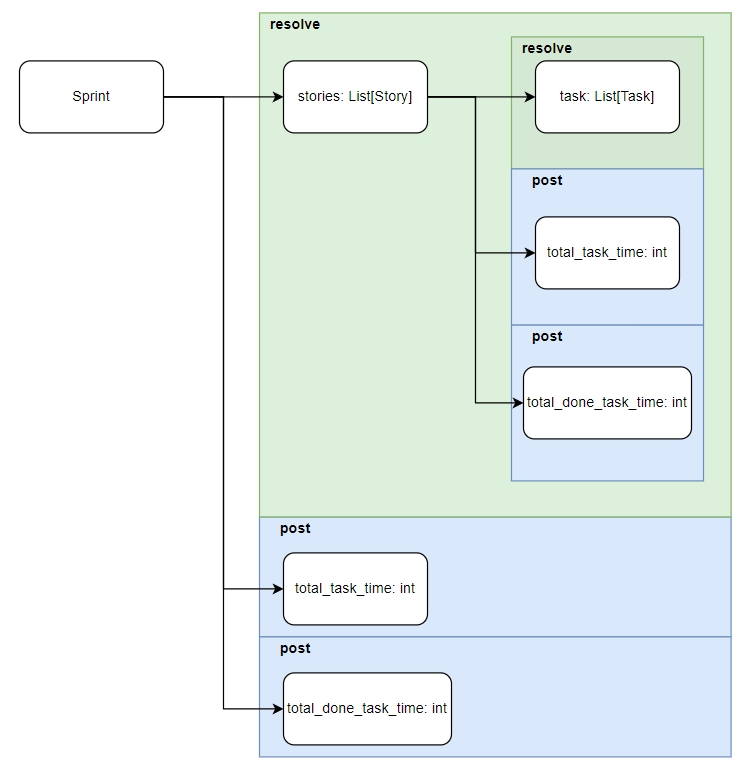 resolve
resolve
Sprint
stories: List[Story]
task: List[Task]
post
total_task_time: int
post
total_done_task_time: int
post
total_task_time: int
post
total_done_task_time: int